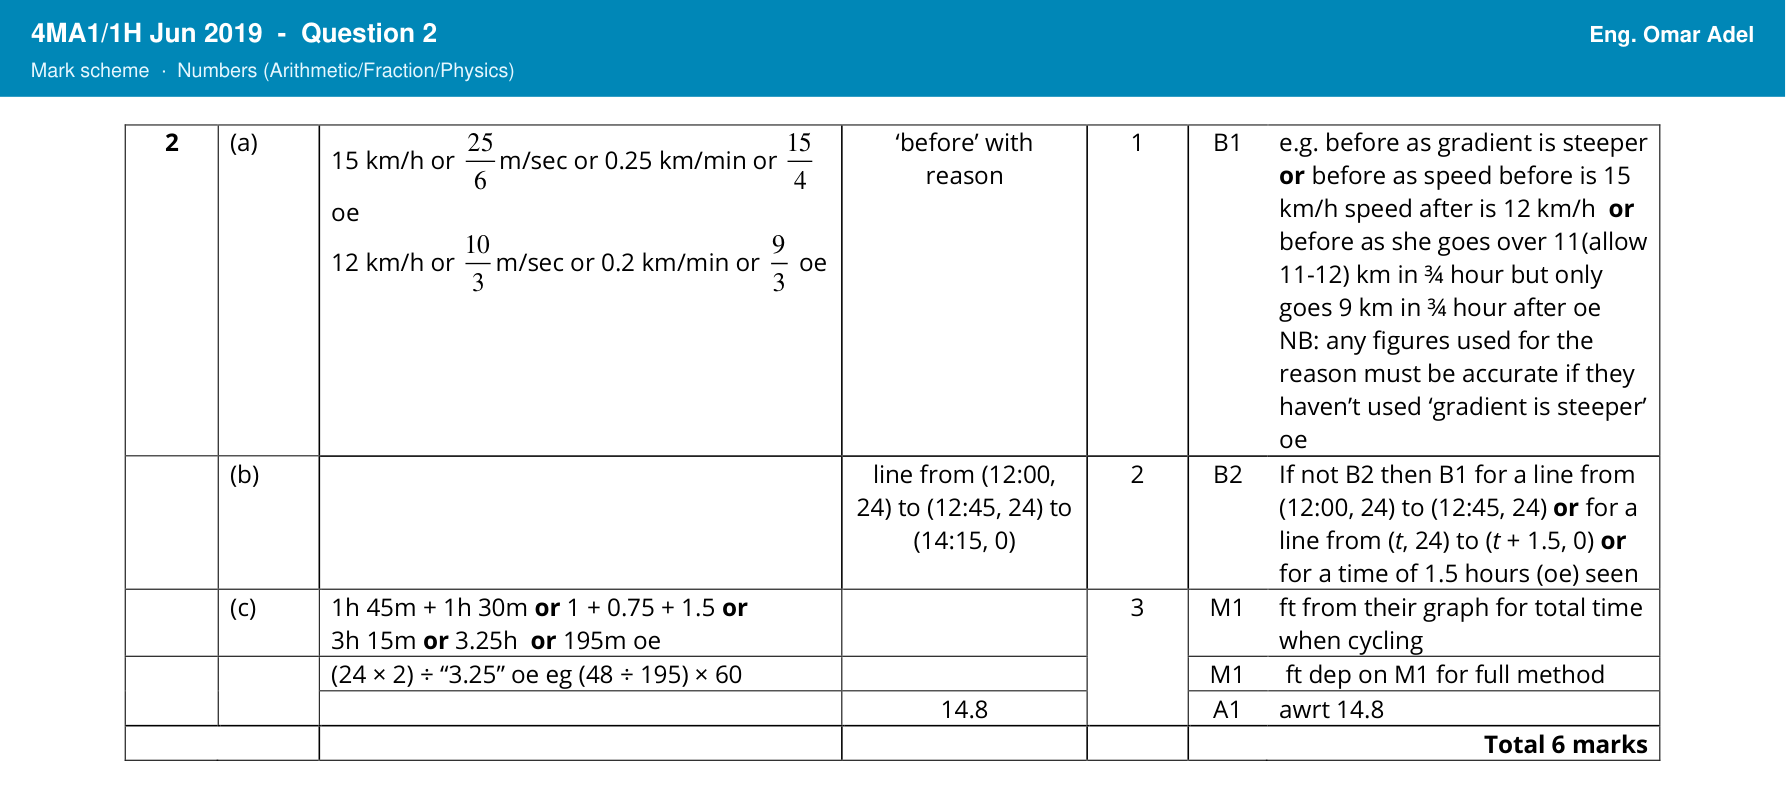 4MA1/1H Jun 2019 - Question 2
Eng. Omar Adel
Mark scheme · Numbers (Arithmetic/Fraction/Physics)
2 (a) 15 km/h or 25/6 m/sec or 0.25 km/min or 15/4
oe
12 km/h or 10/3 m/sec or 0.2 km/min or 9/3 oe
‘before’ with
reason
1
B1
e.g. before as gradient is steeper
or before as speed before is 15
km/h speed after is 12 km/h or
before as she goes over 11(allow
11-12) km in ¾ hour but only
goes 9 km in ¾ hour after oe
NB: any figures used for the
reason must be accurate if they
haven’t used ‘gradient is steeper’
oe
(b)
line from (12:00,
24) to (12:45, 24) to
(14:15, 0)
2
B2
If not B2 then B1 for a line from
(12:00, 24) to (12:45, 24) or for a
line from (t, 24) to (t + 1.5, 0) or
for a time of 1.5 hours (oe) seen
(c)
1h 45m + 1h 30m or 1 + 0.75 + 1.5 or
3h 15m or 3.25h or 195m oe
3
M1
ft from their graph for total time
when cycling
(24 × 2) ÷ “3.25” oe eg (48 ÷ 195) × 60
M1
ft dep on M1 for full method
14.8
A1
awrt 14.8
Total 6 marks